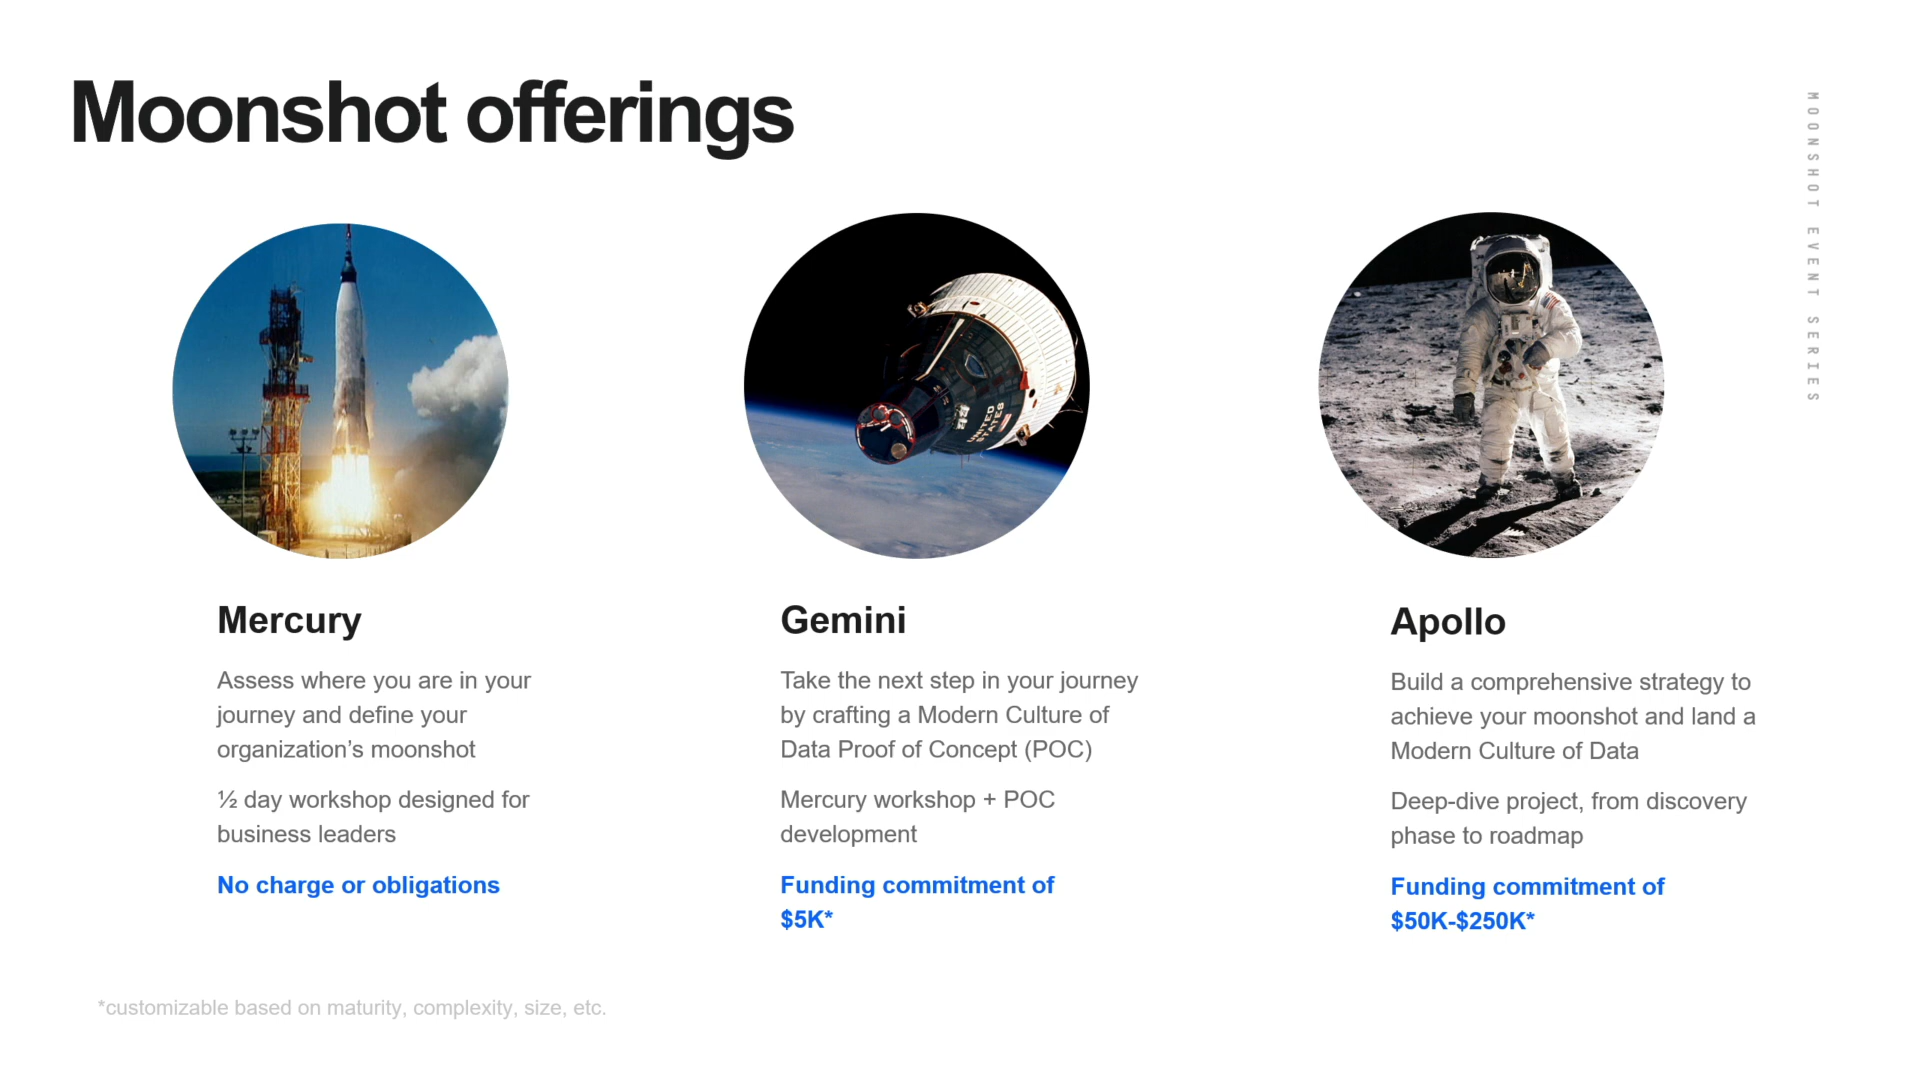 Moonshot offerings
MOONSHOT EVENT SERIES
UNITED
STATES
Mercury
Assess where you are in your
journey and define your
organization’s moonshot
½ day workshop designed for
business leaders
No charge or obligations
Gemini
Take the next step in your journey
by crafting a Modern Culture of
Data Proof of Concept (POC)
Mercury workshop + POC
development
Funding commitment of
$5K*
Apollo
Build a comprehensive strategy to
achieve your moonshot and land a
Modern Culture of Data
Deep-dive project, from discovery
phase to roadmap
Funding commitment of
$50K-$250K*
*customizable based on maturity, complexity, size, etc.